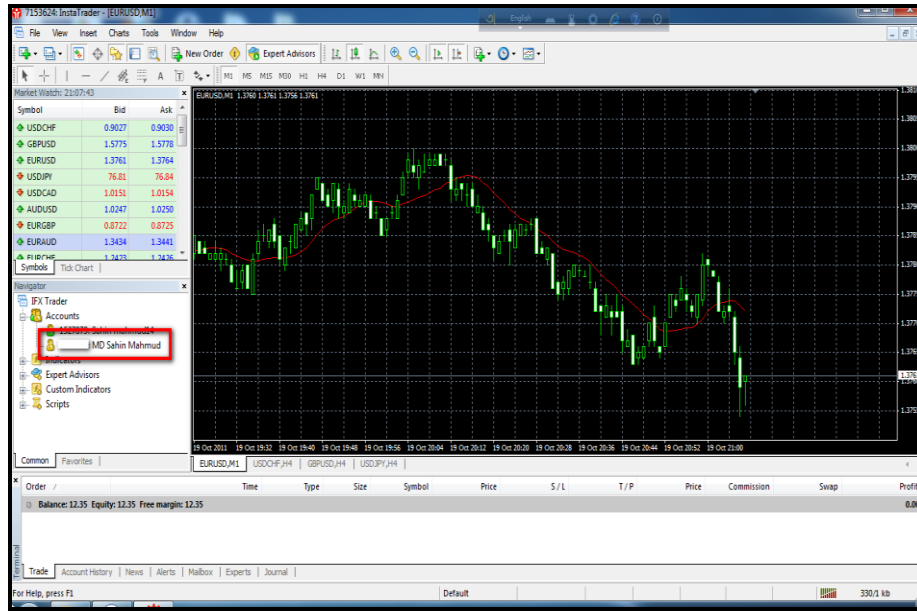 7153624: InstaTrader - [EURUSD,M1]
English
File View Insert Charts Tools Window Help
New Order Expert Advisors
A T M1 M5 M15 M30 H1 H4 D1 W1 MN
Market Watch: 21:07:43
Symbol Bid Ask
USDCHF 0.9027 0.9030
GBPUSD 1.5775 1.5778
EURUSD 1.3761 1.3764
USDJPY 76.81 76.84
USDCAD 1.0151 1.0154
AUDUSD 1.0247 1.0250
EURGBP 0.8722 0.8725
EURAUD 1.3434 1.3441
EURCHF 1.2423 1.2426
Symbols Tick Chart
Navigator
IFX Trader
Accounts
MD Sahin Mahmud
Indicators
Expert Advisors
Custom Indicators
Scripts
Common Favorites
EURUSD,M1 1.3760 1.3761 1.3756 1.3761
19 Oct 2011 19 Oct 19:32 19 Oct 19:40 19 Oct 19:48 19 Oct 19:56 19 Oct 20:04 19 Oct 20:12 19 Oct 20:20 19 Oct 20:28 19 Oct 20:36 19 Oct 20:44 19 Oct 20:52 19 Oct 21:00
EURUSD,M1 USDCHF,H4 GBPUSD,H4 USDJPY,H4
Order / Time Type Size Symbol Price S / L T / P Price Commission Swap Profit
Balance: 12.35 Equity: 12.35 Free margin: 12.35
Terminal
Trade Account History News Alerts Mailbox Experts Journal
For Help, press F1 Default 330/1 kb